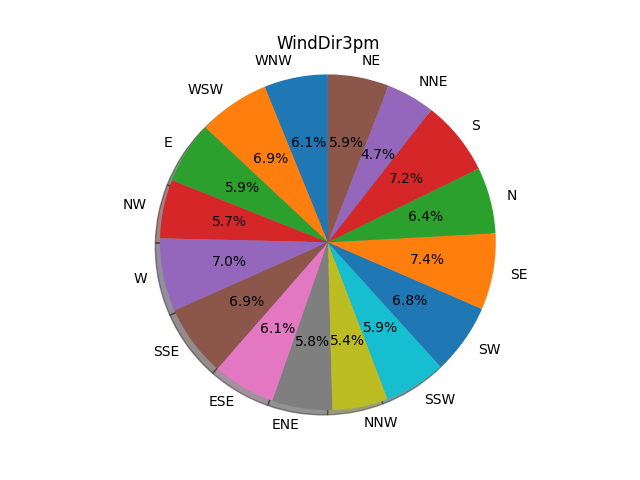 WindDir3pm
WNW
6.1%
WSW
6.9%
E
5.9%
NW
5.7%
W
7.0%
SSE
6.9%
ESE
6.1%
ENE
5.8%
NNW
5.4%
SSW
5.9%
SW
6.8%
SE
7.4%
N
6.4%
S
7.2%
NNE
4.7%
NE
5.9%